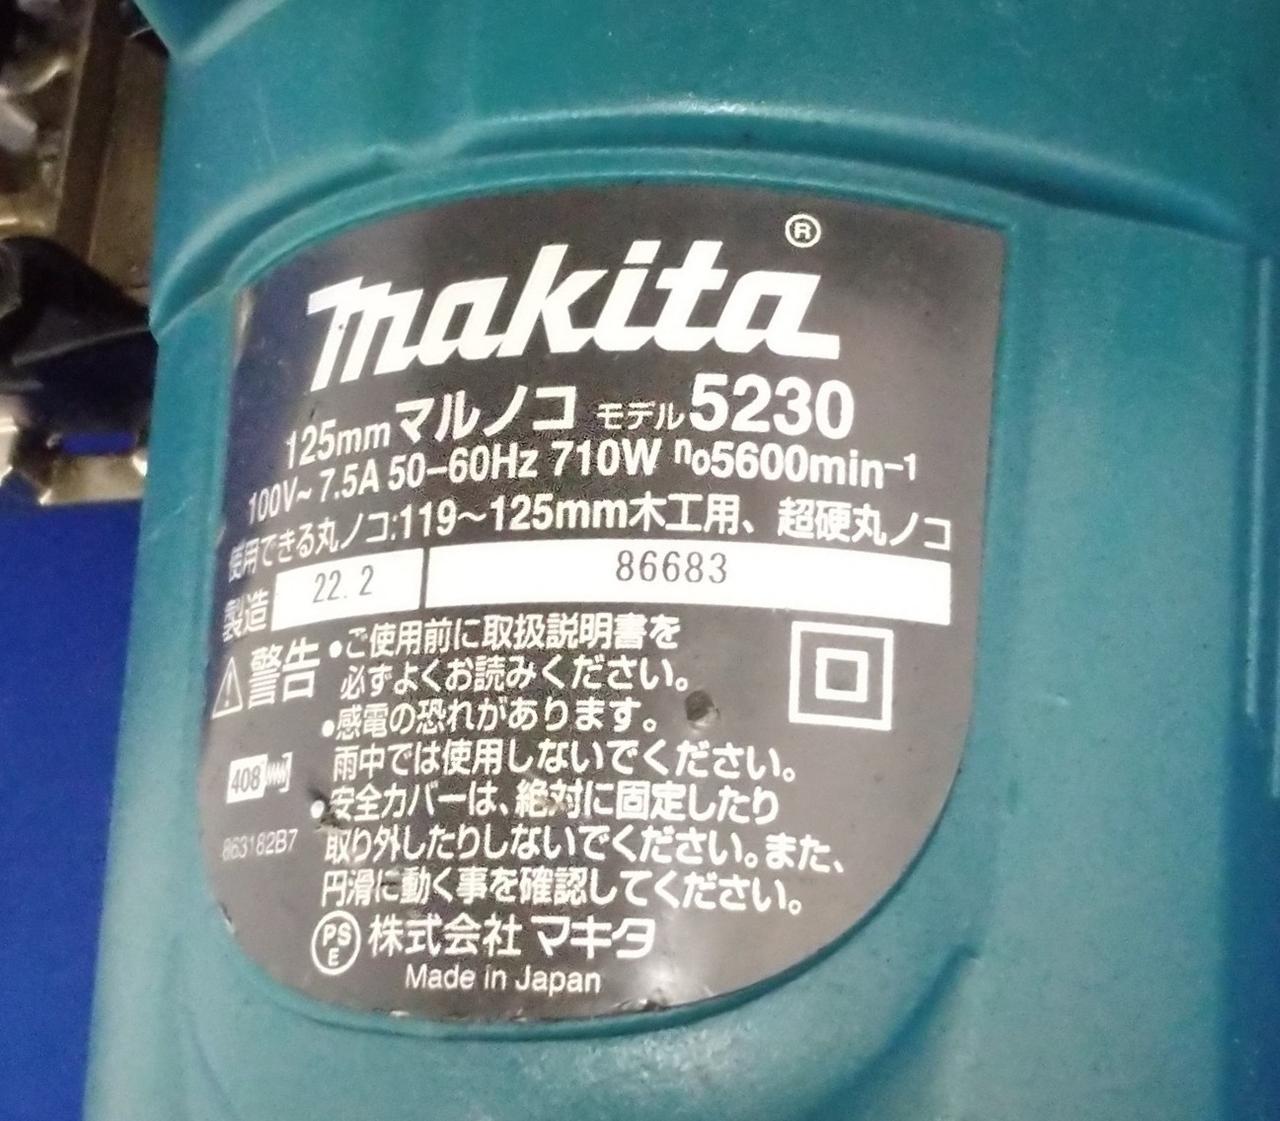 makita®
125mmマルノコ モデル5230
100V~ 7.5A 50-60Hz 710W n₀5600min⁻¹
使用できる丸ノコ:119~125mm木工用、超硬丸ノコ
製造 22.2 86683
警告 •ご使用前に取扱説明書を
必ずよくお読みください。
•感電の恐れがあります。
雨中では使用しないでください。
408
•安全カバーは、絶対に固定したり
863182B7 取り外したりしないでください。また、
円滑に動く事を確認してください。
PSE 株式会社 マキタ
Made in Japan